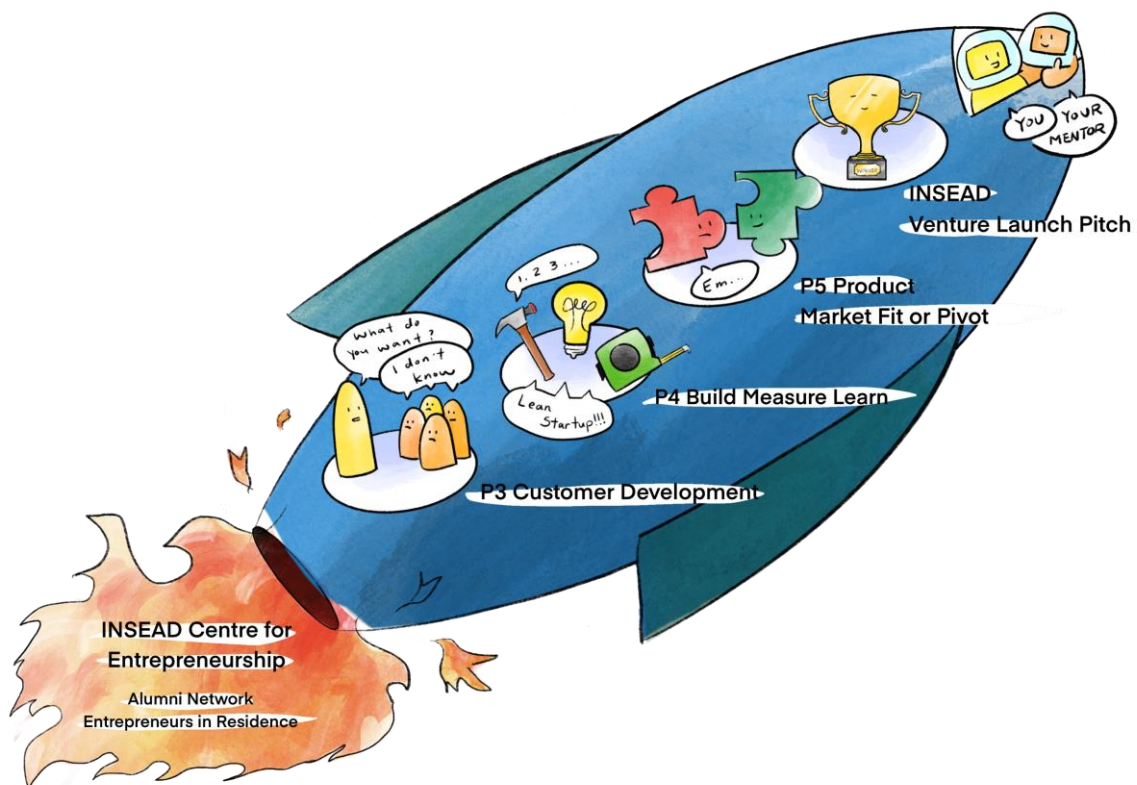 YOU
YOUR
MENTOR
INSEAD
Venture Launch Pitch
Em...
P5 Product
Market Fit or Pivot
1, 2 3 ...
Lean
Startup!!!
P4 Build Measure Learn
What do
you want?
I don't
know
P3 Customer Development
INSEAD Centre for
Entrepreneurship
Alumni Network
Entrepreneurs in Residence